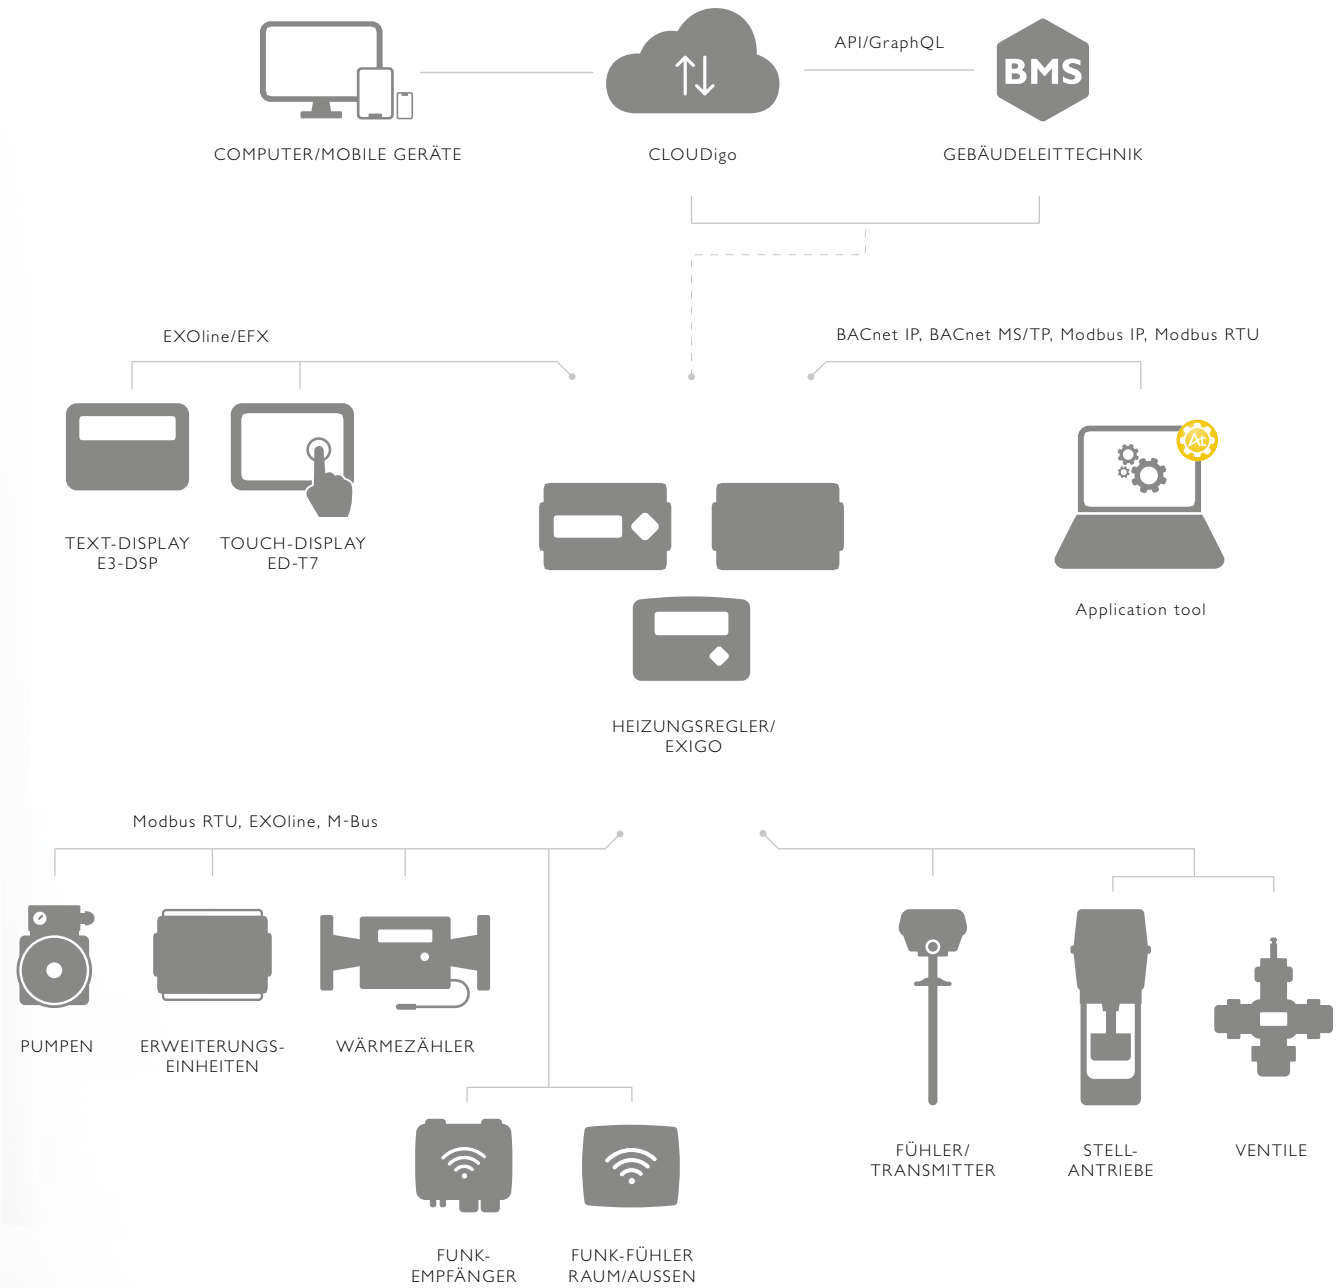 API/GraphQL
BMS
COMPUTER/MOBILE GERÄTE
CLOUDigo
GEBÄUDELEITTECHNIK
EXOline/EFX
BACnet IP, BACnet MS/TP, Modbus IP, Modbus RTU
At
TEXT-DISPLAY
E3-DSP
TOUCH-DISPLAY
ED-T7
Application tool
HEIZUNGSREGLER/
EXIGO
Modbus RTU, EXOline, M-Bus
PUMPEN
ERWEITERUNGS-
EINHEITEN
WÄRMEZÄHLER
FÜHLER/
TRANSMITTER
STELL-
ANTRIEBE
VENTILE
FUNK-
EMPFÄNGER
FUNK-FÜHLER
RAUM/AUSSEN